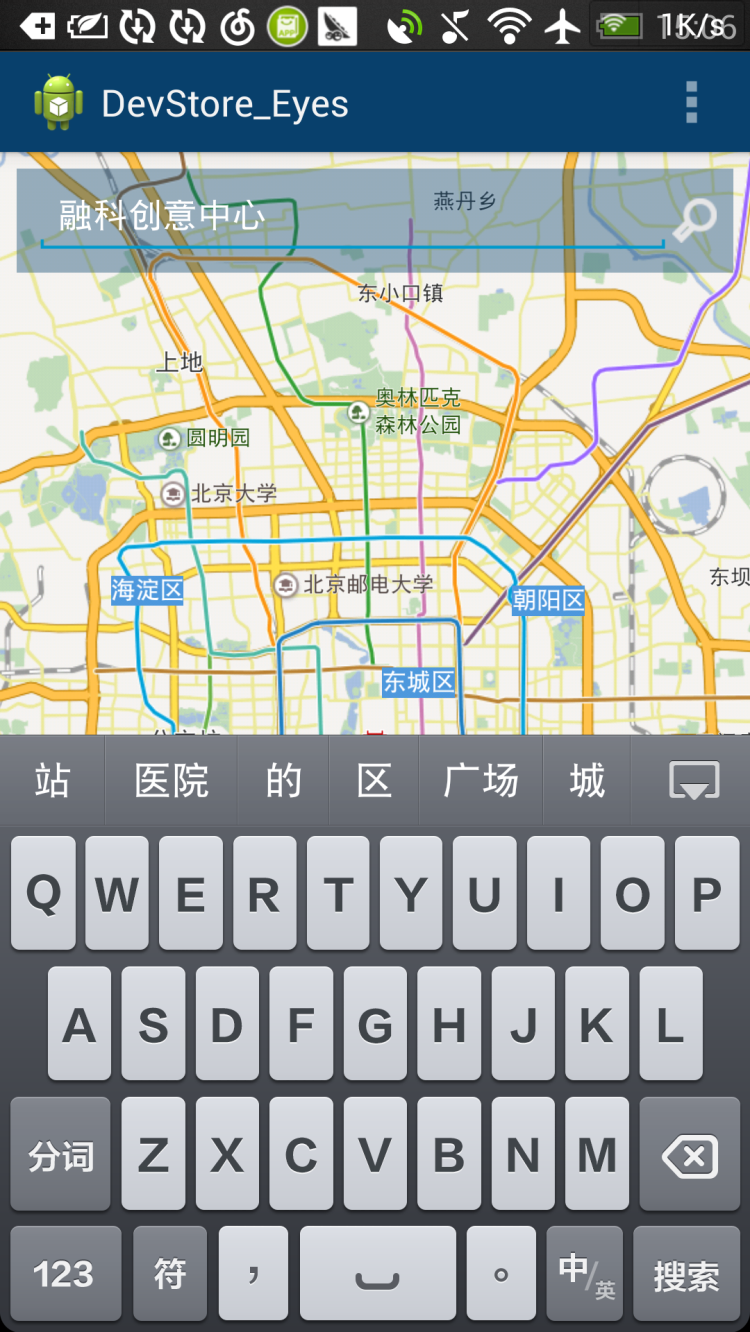 1K/s
DevStore_Eyes
融科创意中心
燕丹乡
东小口镇
上地
奥林匹克
森林公园
圆明园
北京大学
东坝
海淀区
北京邮电大学
朝阳区
东城区
站 医院 的 区 广场 城
Q W E R T Y U I O P
A S D F G H J K L
分词 Z X C V B N M
123 符 , 。 中/英 搜索